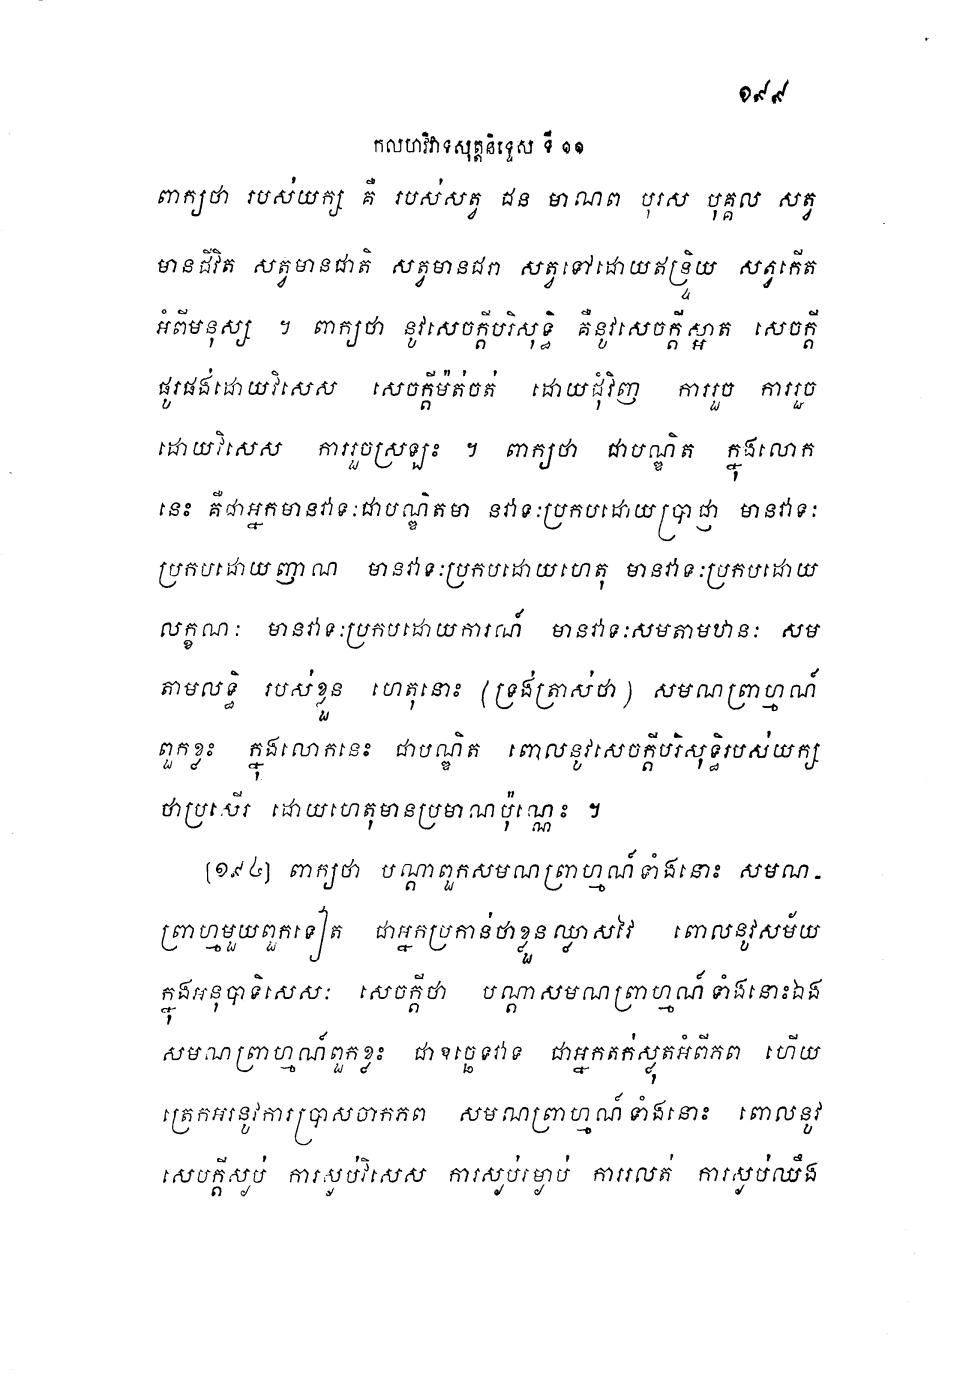 ១៩៩
កលហវិវាទសុត្តនិទ្ទេស ទី ១១
ពាក្យថា របស់យក្ស គឺ របស់សត្វ ជន មាណព បុរស បុគ្គល សត្វ
មានជីវិត សត្វមានជាតិ សត្វមានជរា សត្វទៅដោយឥន្ទ្រិយ សត្វកើត
អំពីមនុស្ស ។ ពាក្យថា នូវសេចក្តីបរិសុទ្ធិ គឺនូវសេចក្តីស្អាត សេចក្តី
ផូរផង់ដោយវិសេស សេចក្តីម៉ត់ចត់ ដោយជុំវិញ ការរួច ការរួច
ដោយវិសេស ការរួចស្រឡះ ។ ពាក្យថា ជាបណ្ឌិត ក្នុងលោក
នេះ គឺជាអ្នកមានវាទៈជាបណ្ឌិតមា នវាទៈប្រកបដោយប្រាជ្ញា មានវាទៈ
ប្រកបដោយញាណ មានវាទៈប្រកបដោយហេតុ មានវាទៈប្រកបដោយ
លក្ខណៈ មានវាទៈប្រកបដោយការណ៍ មានវាទៈសមតាមឋានៈ សម
តាមលទ្ធិ របស់ខ្លួន ហេតុនោះ (ទ្រង់ត្រាស់ថា) សមណព្រាហ្មណ៍
ពួកខ្លះ ក្នុងលោកនេះ ជាបណ្ឌិត ពោលនូវសេចក្តីបរិសុទ្ធិរបស់យក្ស
ថាប្រសើរ ដោយហេតុមានប្រមាណប៉ុណ្ណេះ ។
[១៩៤] ពាក្យថា បណ្តាពួកសមណព្រាហ្មណ៍ទាំងនោះ សមណ-
ព្រាហ្មមួយពួកទៀត ជាអ្នកប្រកាន់ថាខ្លួនឈ្លាសវៃ ពោលនូវសម័យ
ក្នុងអនុបាទិសេសៈ សេចក្តីថា បណ្តាសមណព្រាហ្មណ៍ទាំងនោះឯង
សមណព្រាហ្មណ៍ពួកខ្លះ ជាឧច្ឆេទវាទ ជាអ្នកតក់ស្លុតអំពីភព ហើយ
ត្រេកអរនូវការប្រាសចាកភព សមណព្រាហ្មណ៍ទាំងនោះ ពោលនូវ
សេចក្តីស្ងប់ ការស្ងប់វិសេស ការស្ងប់រម្ងាប់ ការរលត់ ការស្ងប់ឈឹង